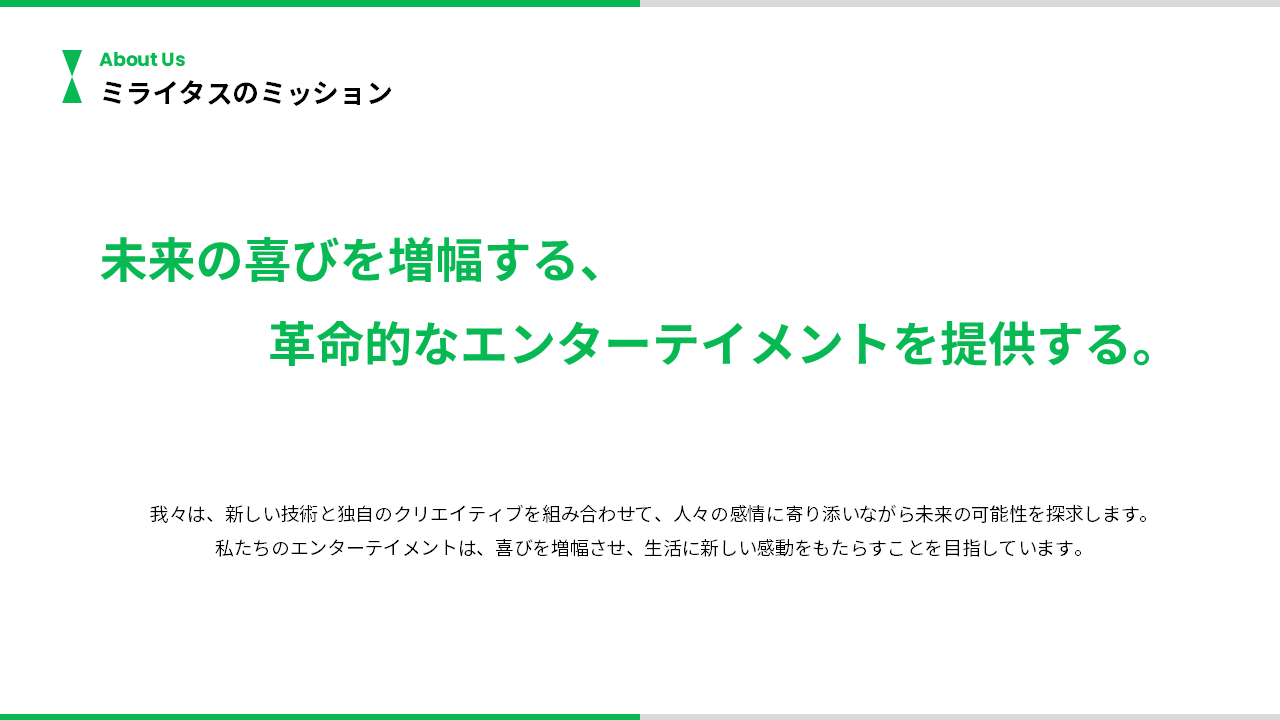 About Us
ミライタスのミッション
未来の喜びを増幅する、
革命的なエンターテイメントを提供する。
我々は、新しい技術と独自のクリエイティブを組み合わせて、人々の感情に寄り添いながら未来の可能性を探求します。
私たちのエンターテイメントは、喜びを増幅させ、生活に新しい感動をもたらすことを目指しています。